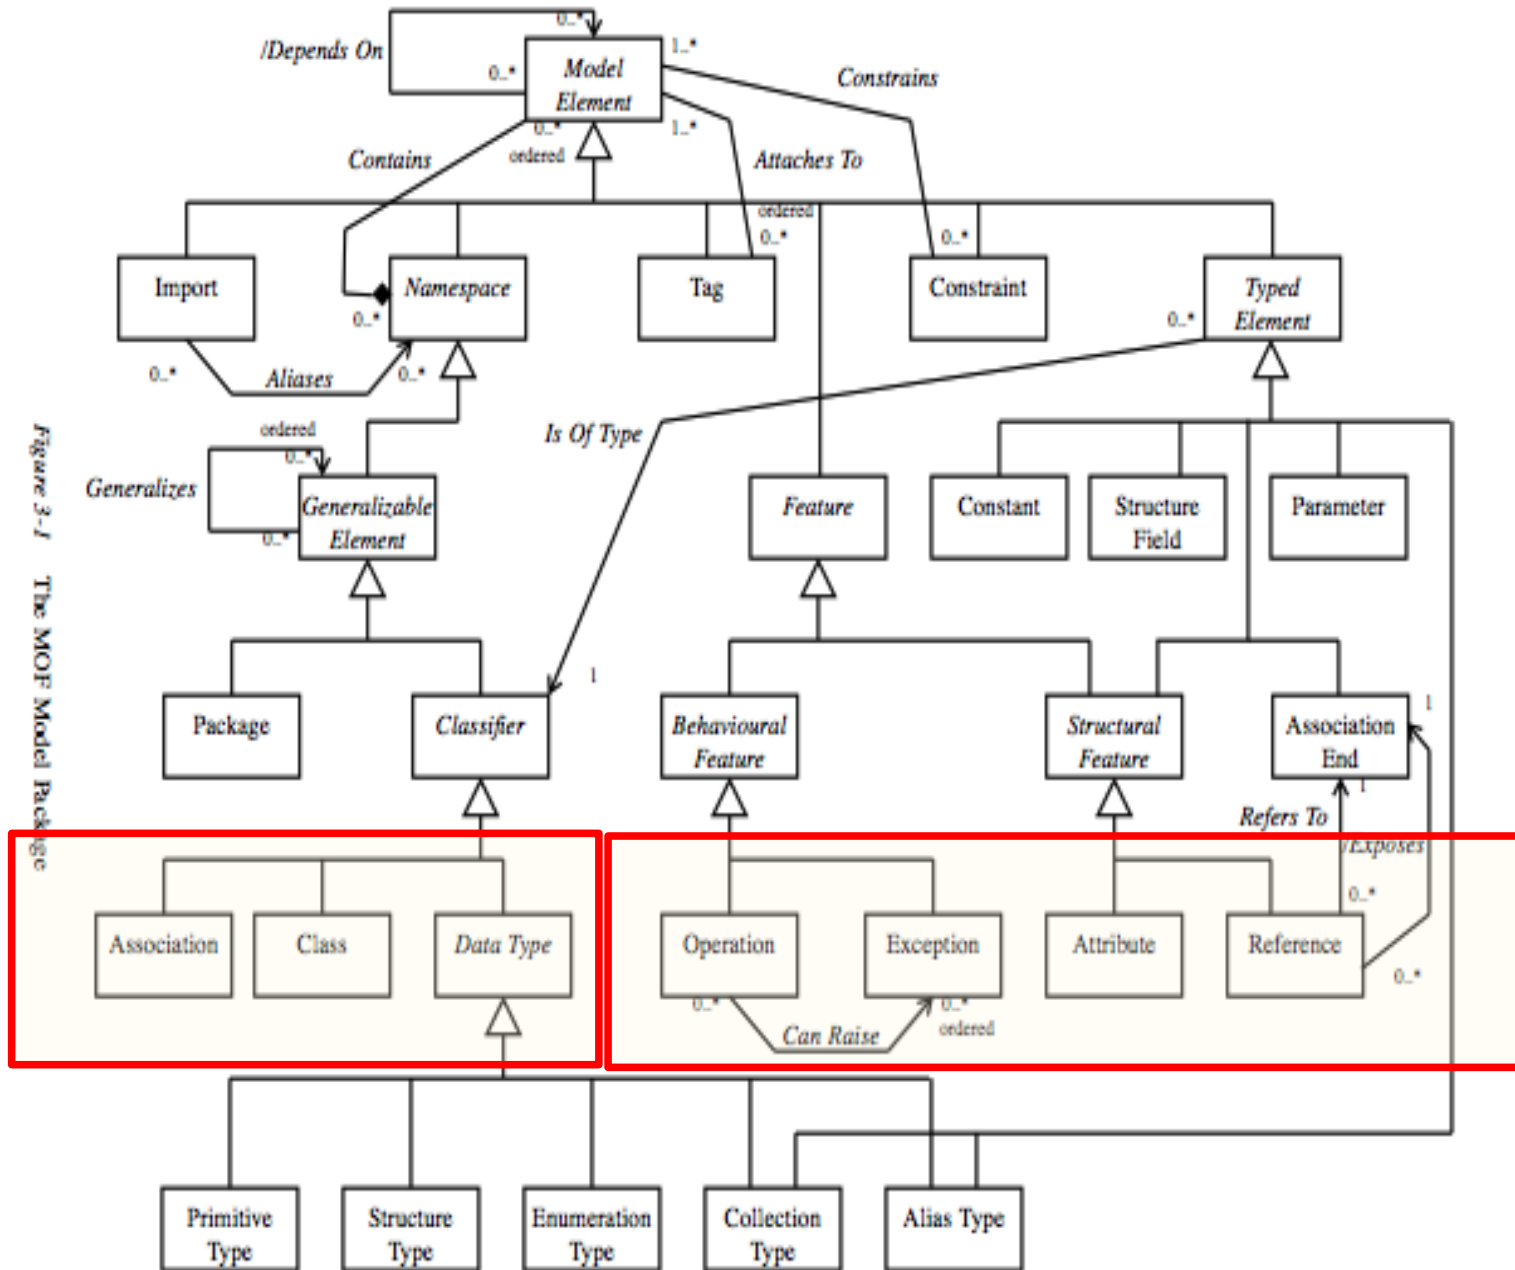 0..*
/Depends On
0..*
Model
Element
1..*
Constrains
0..*
ordered
1..*
Contains
Attaches To
ordered
0..*
0..*
Import
Namespace
Tag
Constraint
Typed
Element
0..*
0..*
0..*
Aliases
0..*
Is Of Type
ordered
0..*
Generalizes
0..*
Generalizable
Element
Feature
Constant
Structure
Field
Parameter
Figure 3-1 The MOF Model Package
1
Package
Classifier
Behavioural
Feature
Structural
Feature
Association
End
1
1
Refers To
/Exposes
0..*
Association
Class
Data Type
Operation
Exception
Attribute
Reference
0..*
0..*
Can Raise
0..*
ordered
Primitive
Type
Structure
Type
Enumeration
Type
Collection
Type
Alias Type